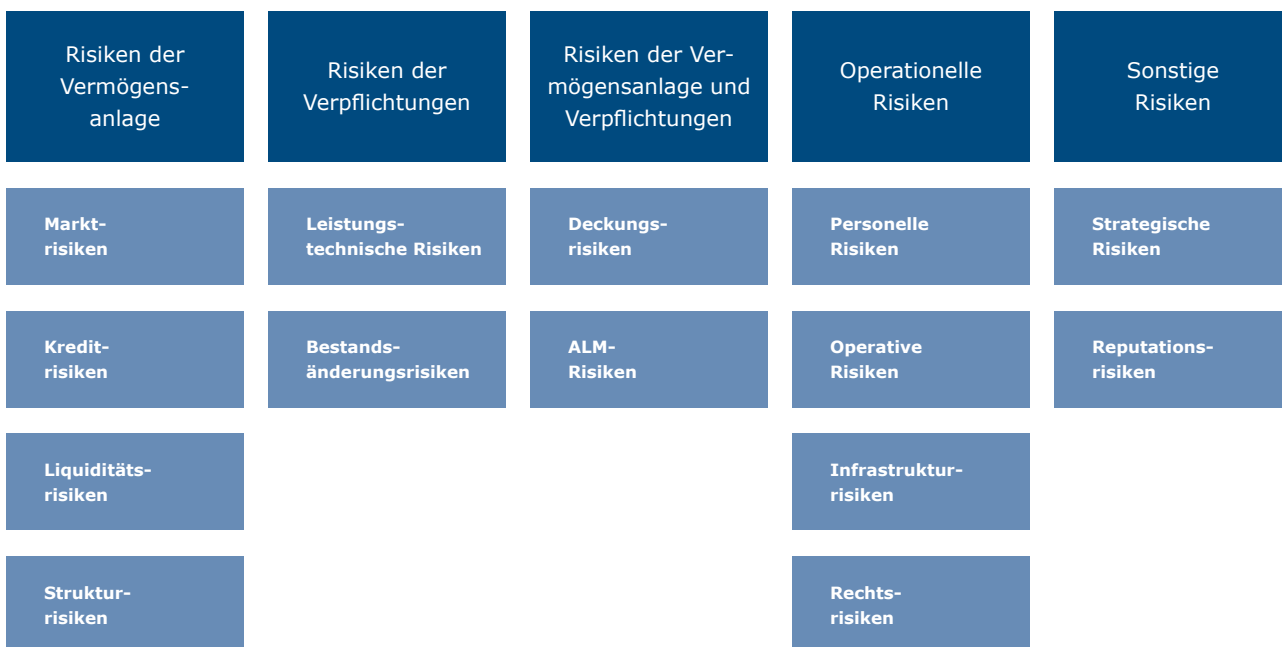 Risiken der
Vermögens-
anlage
Risiken der
Verpflichtungen
Risiken der Ver-
mögensanlage und
Verpflichtungen
Operationelle
Risiken
Sonstige
Risiken
Markt-
risiken
Leistungs-
technische Risiken
Deckungs-
risiken
Personelle
Risiken
Strategische
Risiken
Kredit-
risiken
Bestands-
änderungsrisiken
ALM-
Risiken
Operative
Risiken
Reputations-
risiken
Liquiditäts-
risiken
Infrastruktur-
risiken
Struktur-
risiken
Rechts-
risiken